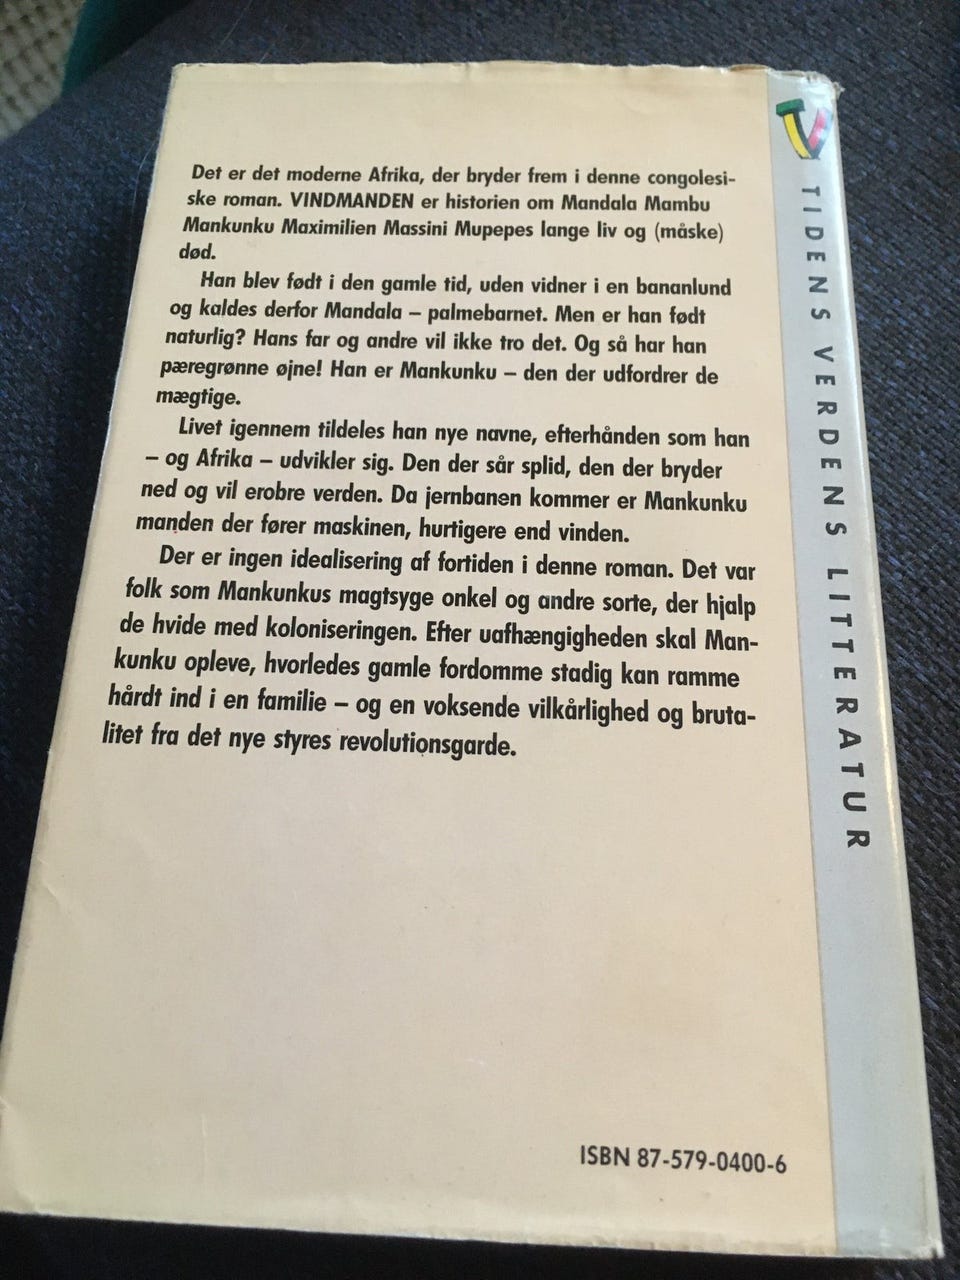 Det er det moderne Afrika, der bryder frem i denne congolesi-
ske roman. VINDMANDEN er historien om Mandala Mambu
Mankunku Maximilien Massini Mupepes lange liv og (måske)
død.
Han blev født i den gamle tid, uden vidner i en bananlund
og kaldes derfor Mandala – palmebarnet. Men er han født
naturlig? Hans far og andre vil ikke tro det. Og så har han
pæregrønne øjne! Han er Mankunku – den der udfordrer de
mægtige.
Livet igennem tildeles han nye navne, efterhånden som han
– og Afrika – udvikler sig. Den der sår splid, den der bryder
ned og vil erobre verden. Da jernbanen kommer er Mankunku
manden der fører maskinen, hurtigere end vinden.
Der er ingen idealisering af fortiden i denne roman. Det var
folk som Mankunkus magtsyge onkel og andre sorte, der hjalp
de hvide med koloniseringen. Efter uafhængigheden skal Man-
kunku opleve, hvorledes gamle fordomme stadig kan ramme
hårdt ind i en familie – og en voksende vilkårlighed og bruta-
litet fra det nye styres revolutionsgarde.
ISBN 87-579-0400-6
V
TIDENS VERDENS LITTERATUR